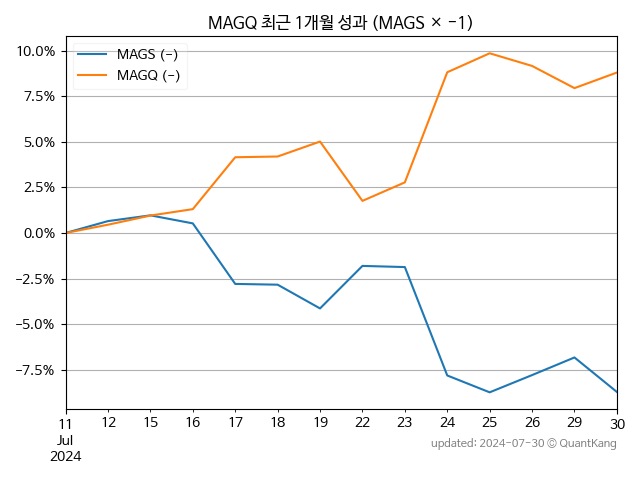 MAGQ 최근 1개월 성과 (MAGS × −1)
MAGS (-)
MAGQ (-)
10.0%
7.5%
5.0%
2.5%
0.0%
−2.5%
−5.0%
−7.5%
11 12 15 16 17 18 19 22 23 24 25 26 29 30
Jul
2024
updated: 2024-07-30 © QuantKang